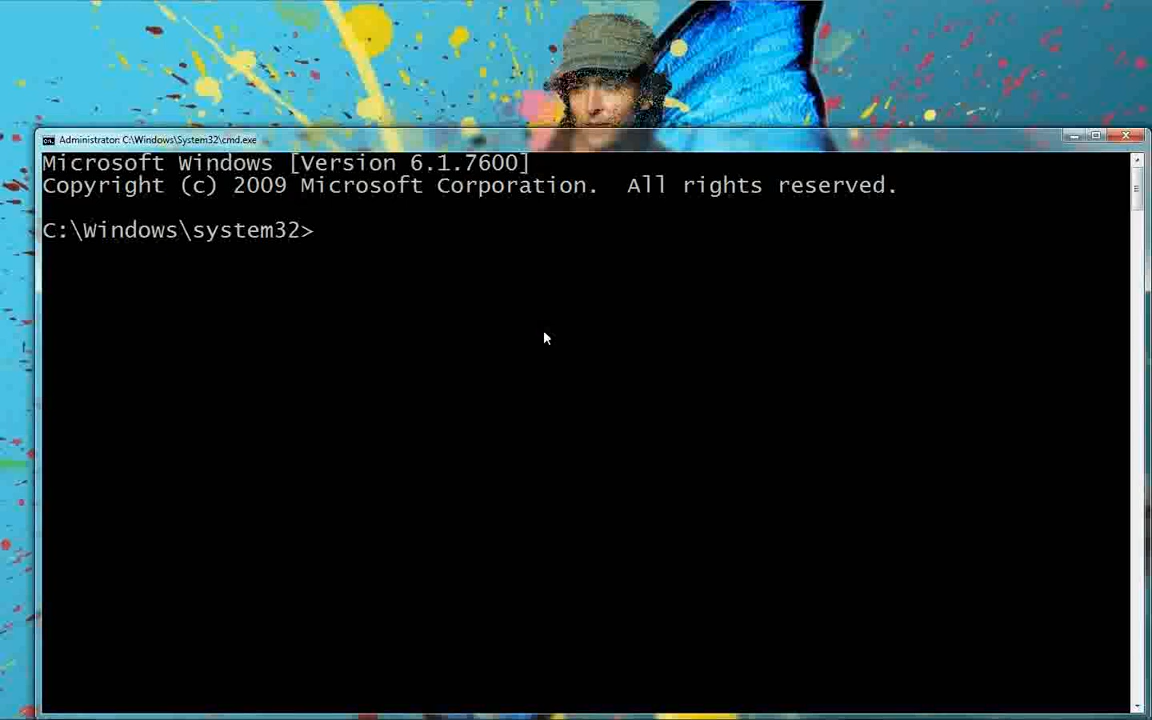 Administrator: C:\Windows\System32\cmd.exe
Microsoft Windows [Version 6.1.7600]
Copyright (c) 2009 Microsoft Corporation.  All rights reserved.
C:\Windows\system32>